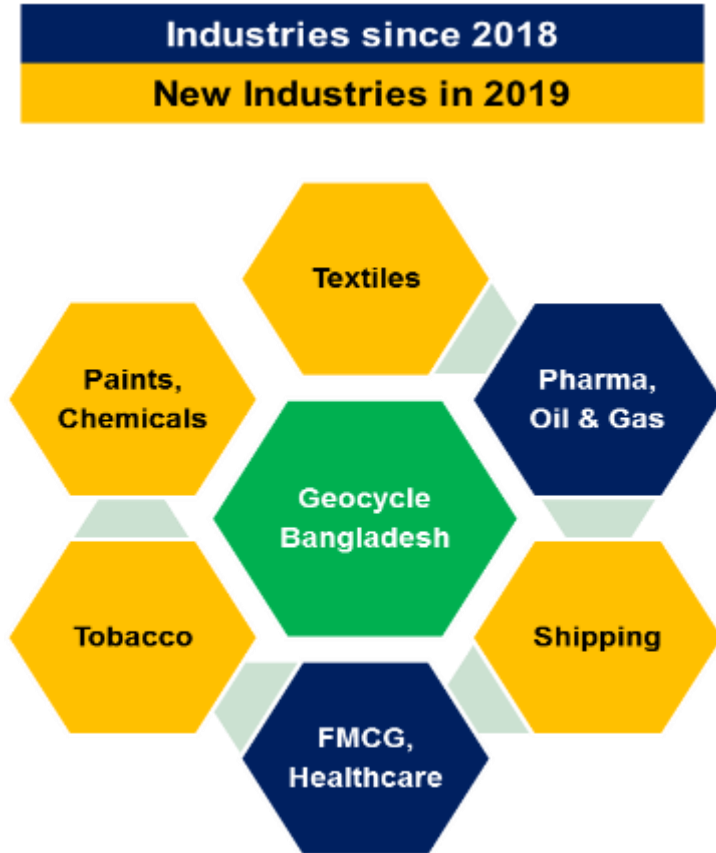 Industries since 2018
New Industries in 2019
Textiles
Paints,
Chemicals
Pharma,
Oil & Gas
Geocycle
Bangladesh
Tobacco
Shipping
FMCG,
Healthcare